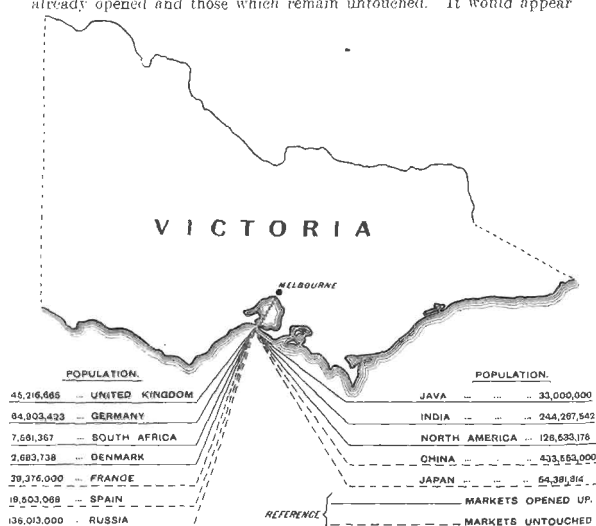 already opened and those which remain untouched. It would appear
VICTORIA
MELBOURNE
POPULATION.
45,216,665 ... UNITED KINGDOM
64,903,423 ... GERMANY
7,561,367 ... SOUTH AFRICA
2,683,738 ... DENMARK
39,376,000 ... FRANCE
19,503,068 ... SPAIN
136,013,000 ... RUSSIA
POPULATION.
JAVA ... ... .. 33,000,000
INDIA ... ... .. 244,267,542
NORTH AMERICA ... 126,533,178
CHINA ... ... .. 433,553,000
JAPAN ... ... .. 54,381,814
REFERENCE
MARKETS OPENED UP.
MARKETS UNTOUCHED